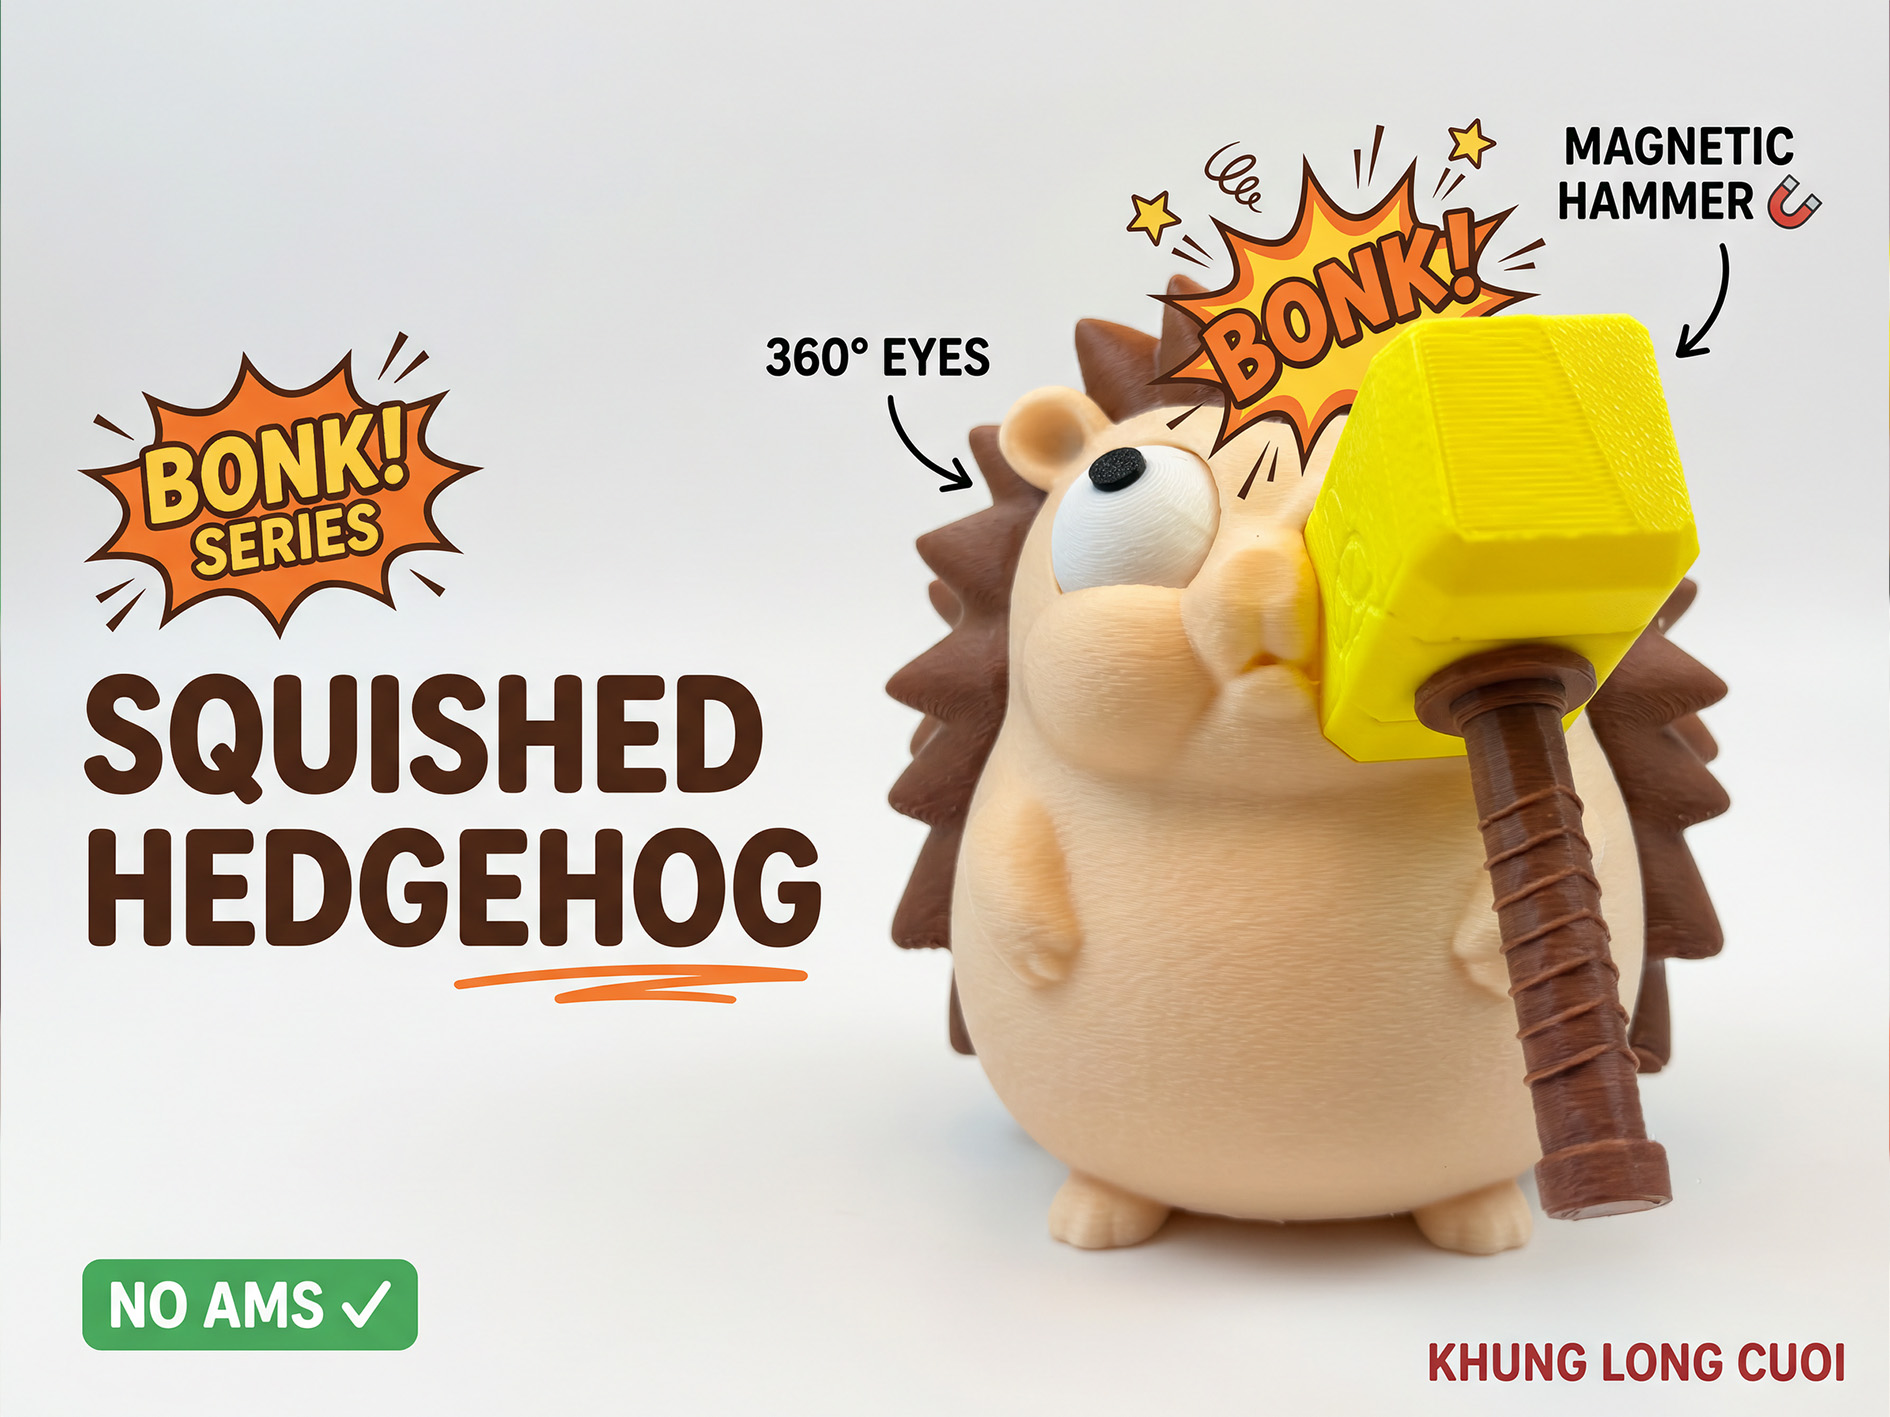 BONK!
SERIES
SQUISHED
HEDGEHOG
NO AMS ✓
360° EYES
BONK!
MAGNETIC
HAMMER 🧲
KHUNG LONG CUOI